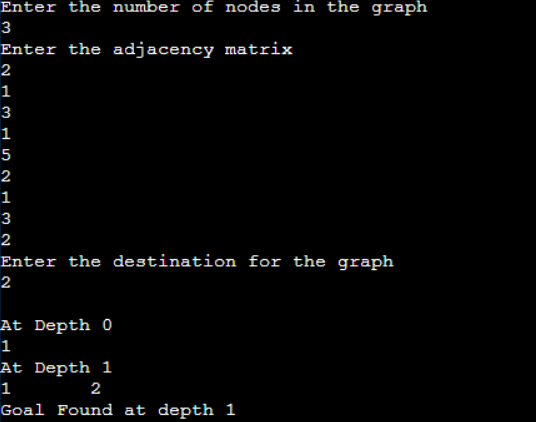 Enter the number of nodes in the graph
3
Enter the adjacency matrix
2
1
3
1
5
2
1
3
2
Enter the destination for the graph
2
At Depth 0
1
At Depth 1
1 2
Goal Found at depth 1